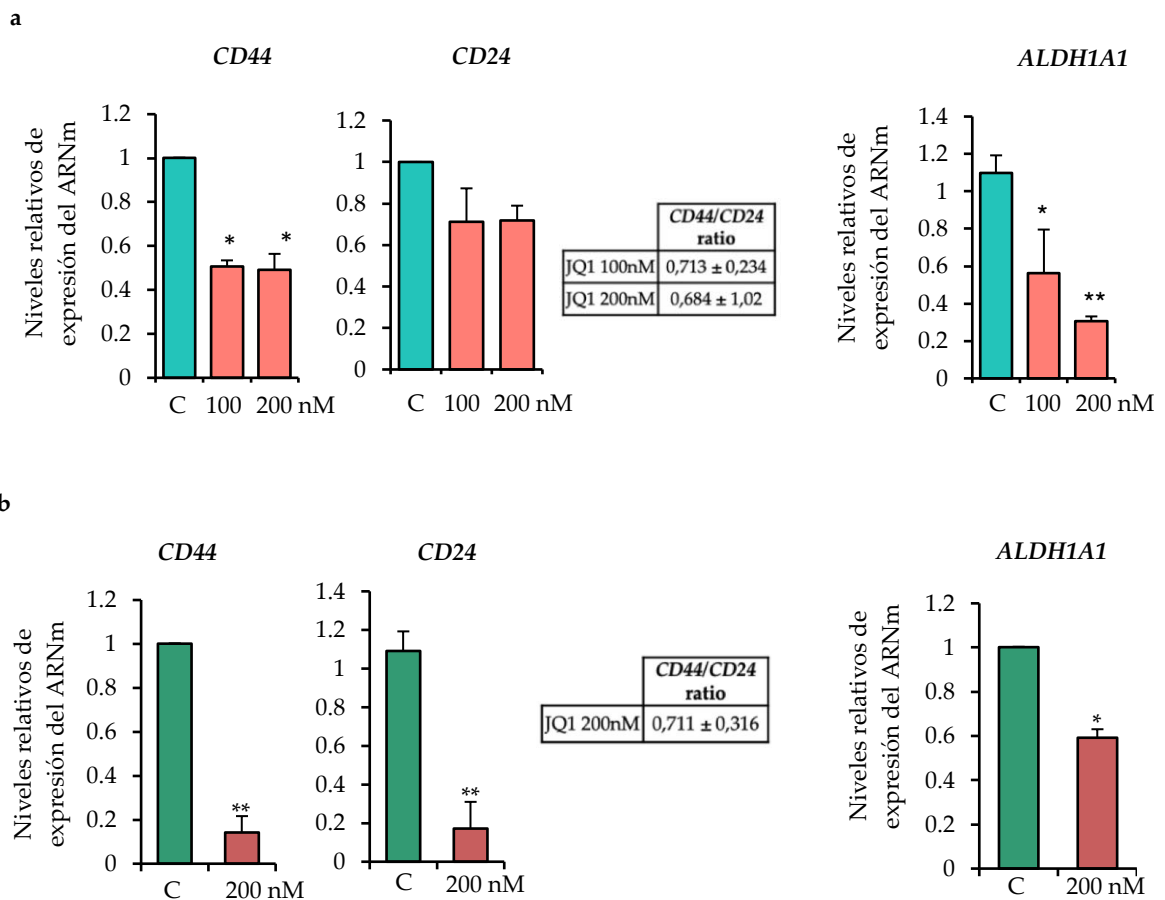 a
CD44
Niveles relativos de
expresión del ARNm
1.2
1
0.8
0.6
0.4
0.2
0
*
*
C 100 200 nM
CD24
1.2
1
0.8
0.6
0.4
0.2
0
C 100 200 nM
CD44/CD24
ratio
JQ1 100nM 0,713 ± 0,234
JQ1 200nM 0,684 ± 1,02
ALDH1A1
Niveles relativos de
expresión del ARNm
1.4
1.2
1
0.8
0.6
0.4
0.2
0
*
**
C 100 200 nM
b
CD44
Niveles relativos de
expresión del ARNm
1.2
1
0.8
0.6
0.4
0.2
0
**
C 200 nM
CD24
1.4
1.2
1
0.8
0.6
0.4
0.2
0
**
C 200 nM
CD44/CD24
ratio
JQ1 200nM 0,711 ± 0,316
ALDH1A1
Niveles relativos de
expresión del ARNm
1.2
1
0.8
0.6
0.4
0.2
0
*
C 200 nM